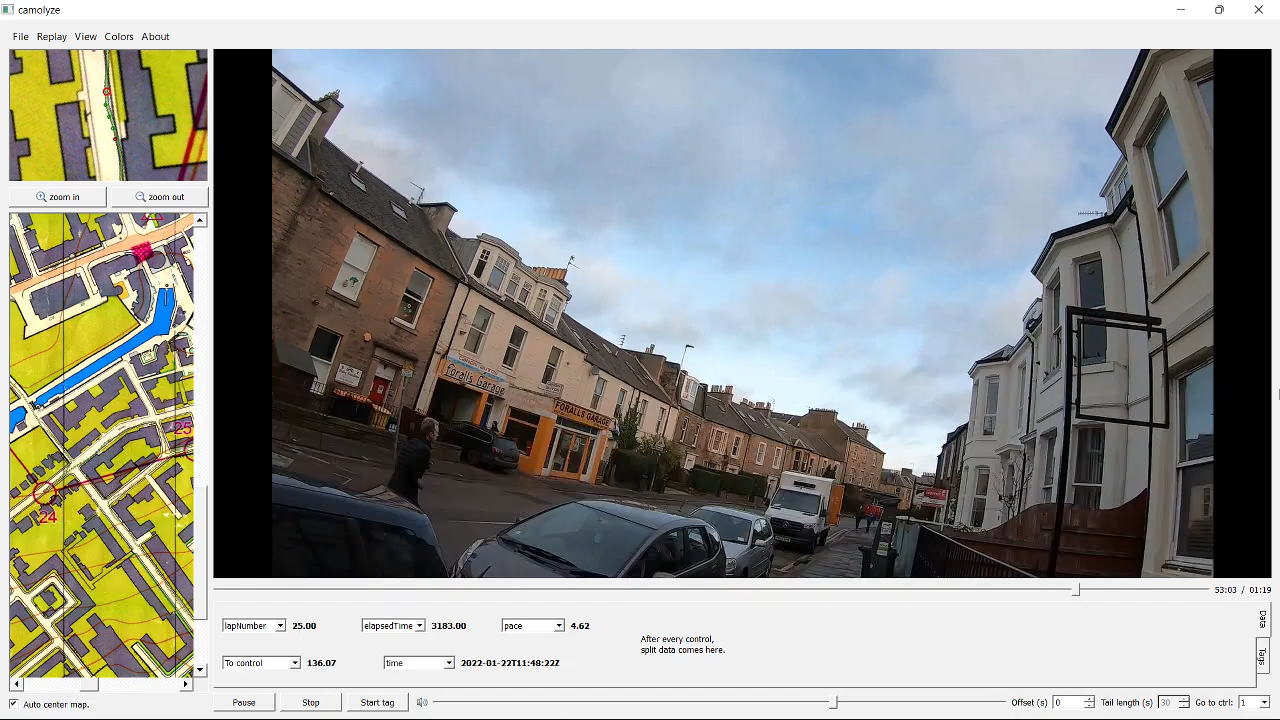 camolyze
File Replay View Colors About
zoom in zoom out
25
24
Foralls Garage
FORALLS GARAGE
53:03 / 01:19
lapNumber 25.00 elapsedTime 3183.00 pace 4.62
After every control,
split data comes here.
To control 136.07 time 2022-01-22T11:48:22Z
Data
Tags
Auto center map.
Pause Stop Start tag Offset (s) 0 Tail length (s) 30 Go to ctrl: 1